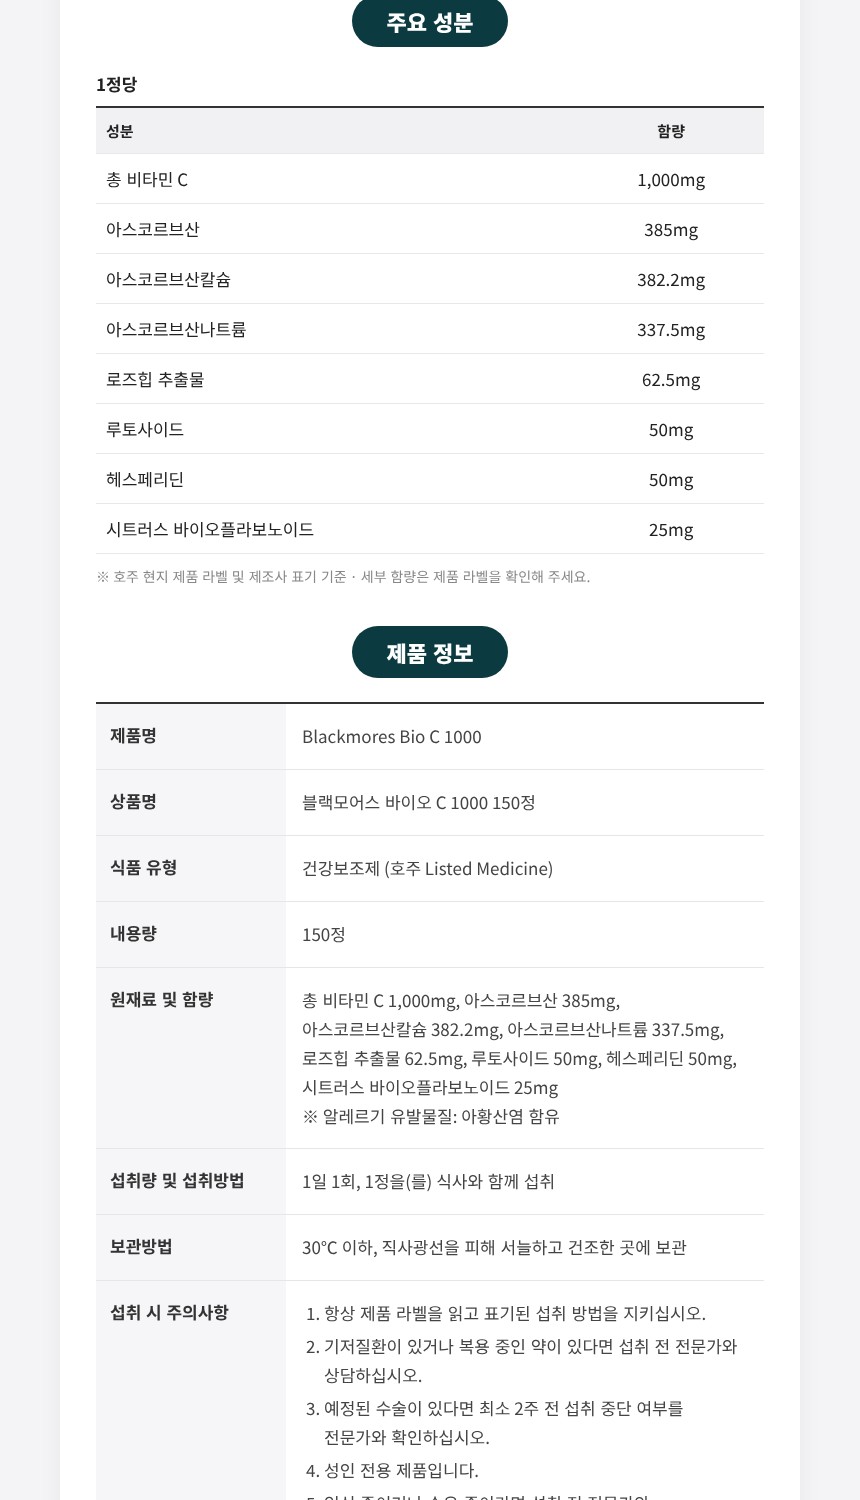 주요 성분
1정당
성분 함량
총 비타민 C 1,000mg
아스코르브산 385mg
아스코르브산칼슘 382.2mg
아스코르브산나트륨 337.5mg
로즈힙 추출물 62.5mg
루토사이드 50mg
헤스페리딘 50mg
시트러스 바이오플라보노이드 25mg
※ 호주 현지 제품 라벨 및 제조사 표기 기준 · 세부 함량은 제품 라벨을 확인해 주세요.
제품 정보
제품명 Blackmores Bio C 1000
상품명 블랙모어스 바이오 C 1000 150정
식품 유형 건강보조제 (호주 Listed Medicine)
내용량 150정
원재료 및 함량 총 비타민 C 1,000mg, 아스코르브산 385mg,
아스코르브산칼슘 382.2mg, 아스코르브산나트륨 337.5mg,
로즈힙 추출물 62.5mg, 루토사이드 50mg, 헤스페리딘 50mg,
시트러스 바이오플라보노이드 25mg
※ 알레르기 유발물질: 아황산염 함유
섭취량 및 섭취방법 1일 1회, 1정을(를) 식사와 함께 섭취
보관방법 30°C 이하, 직사광선을 피해 서늘하고 건조한 곳에 보관
섭취 시 주의사항 1. 항상 제품 라벨을 읽고 표기된 섭취 방법을 지키십시오.
2. 기저질환이 있거나 복용 중인 약이 있다면 섭취 전 전문가와
상담하십시오.
3. 예정된 수술이 있다면 최소 2주 전 섭취 중단 여부를
전문가와 확인하십시오.
4. 성인 전용 제품입니다.